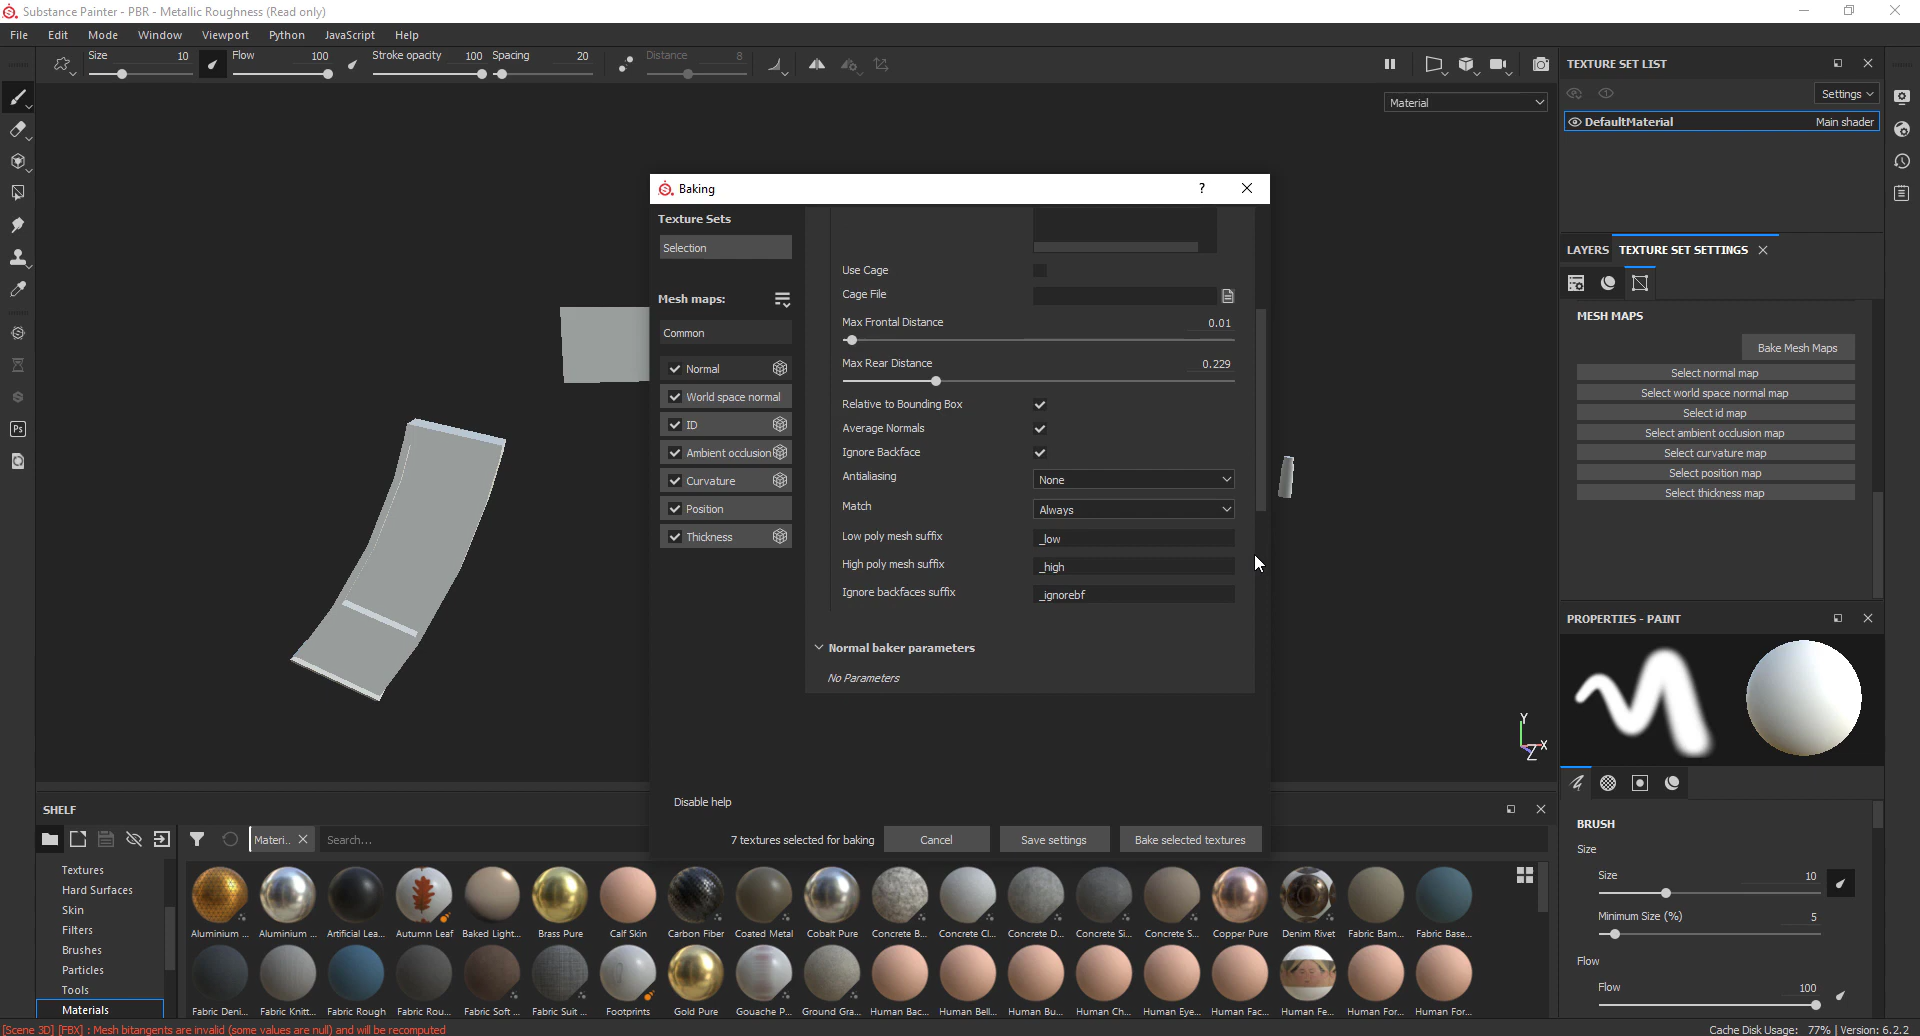 Substance Painter - PBR - Metallic Roughness (Read only)
File Edit Mode Window Viewport Python JavaScript Help
Size 10 Flow 100 Stroke opacity 100 Spacing 20 Distance 8
Material
TEXTURE SET LIST
Settings
DefaultMaterial Main shader
LAYERS TEXTURE SET SETTINGS
MESH MAPS
Bake Mesh Maps
Select normal map
Select world space normal map
Select id map
Select ambient occlusion map
Select curvature map
Select position map
Select thickness map
Baking ?
Texture Sets
Selection
Mesh maps:
Common
Normal
World space normal
ID
Ambient occlusion
Curvature
Position
Thickness
Use Cage
Cage File
Max Frontal Distance 0.01
Max Rear Distance 0.229
Relative to Bounding Box
Average Normals
Ignore Backface
Antialiasing None
Match Always
Low poly mesh suffix _low
High poly mesh suffix _high
Ignore backfaces suffix _ignorebf
Normal baker parameters
No Parameters
Disable help
7 textures selected for baking Cancel Save settings Bake selected textures
Y
X
Z
PROPERTIES - PAINT
BRUSH
Size
Size 10
Minimum Size (%) 5
Flow
Flow 100
SHELF
Materi... Search...
Ps
Textures
Hard Surfaces
Skin
Filters
Brushes
Particles
Tools
Materials
Aluminium ... Aluminium ... Artificial Lea... Autumn Leaf Baked Light... Brass Pure Calf Skin Carbon Fiber Coated Metal Cobalt Pure Concrete B... Concrete Cl... Concrete D... Concrete Si... Concrete S... Copper Pure Denim Rivet Fabric Bam... Fabric Base...
Fabric Deni... Fabric Knitt... Fabric Rough Fabric Rou... Fabric Soft ... Fabric Suit ... Footprints Gold Pure Gouache P... Ground Gra... Human Bac... Human Bell... Human Bu... Human Ch... Human Eye... Human Fac... Human Fe... Human For... Human For...
[Scene 3D] [FBX] : Mesh bitangents are invalid (some values are null) and will be recomputed
Cache Disk Usage: 77% | Version: 6.2.2